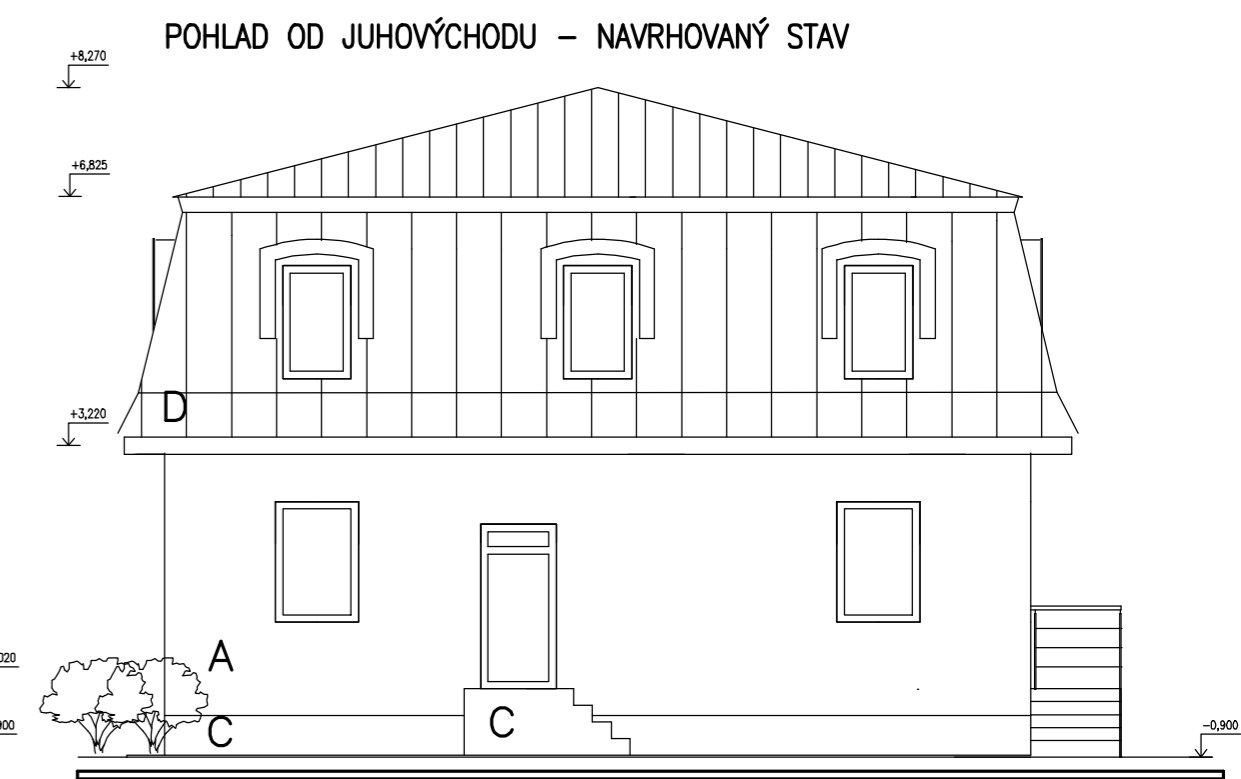 POHLAD OD JUHOVÝCHODU – NAVRHOVANÝ STAV
+8,270
+6,825
+3,220
D
A
C
C
-0,900